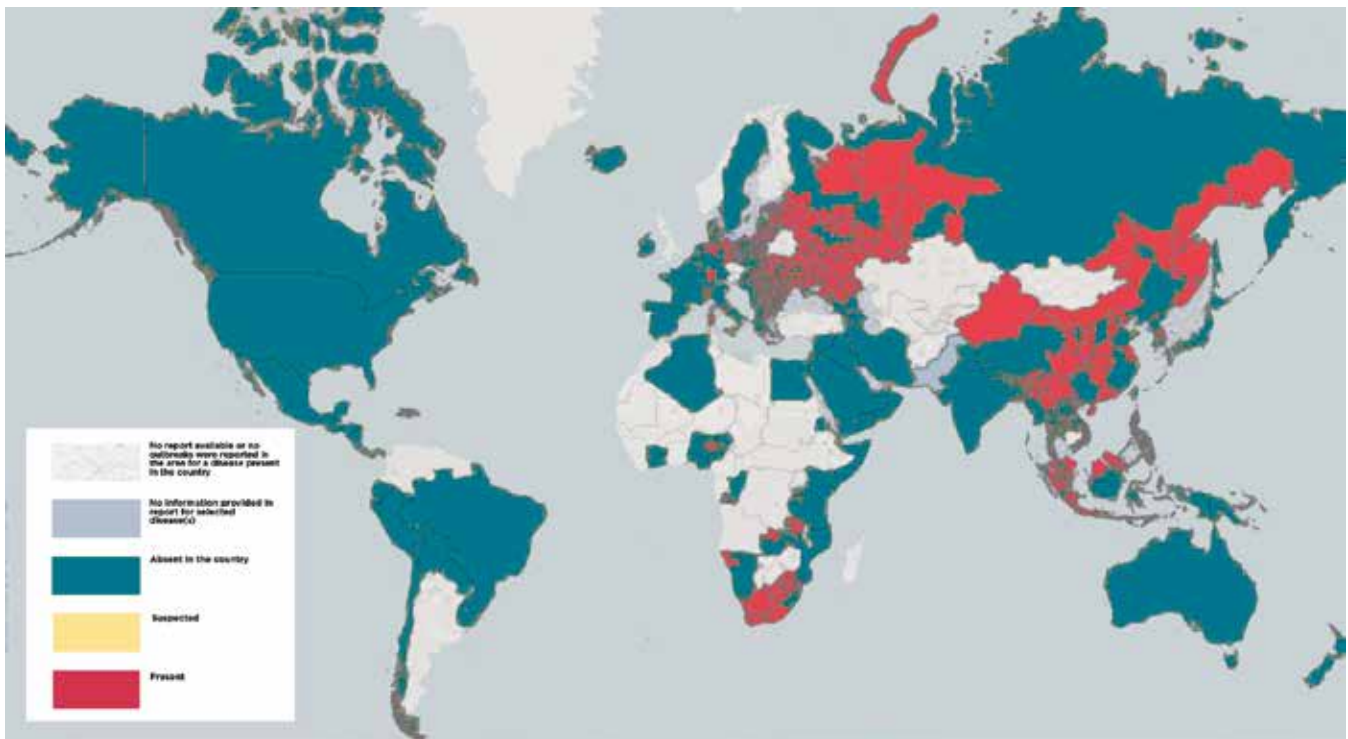 No report available or no
outbreaks were reported in
the area for a disease present
in the country
No information provided in
report for selected
disease(s)
Absent in the country
Suspected
Present